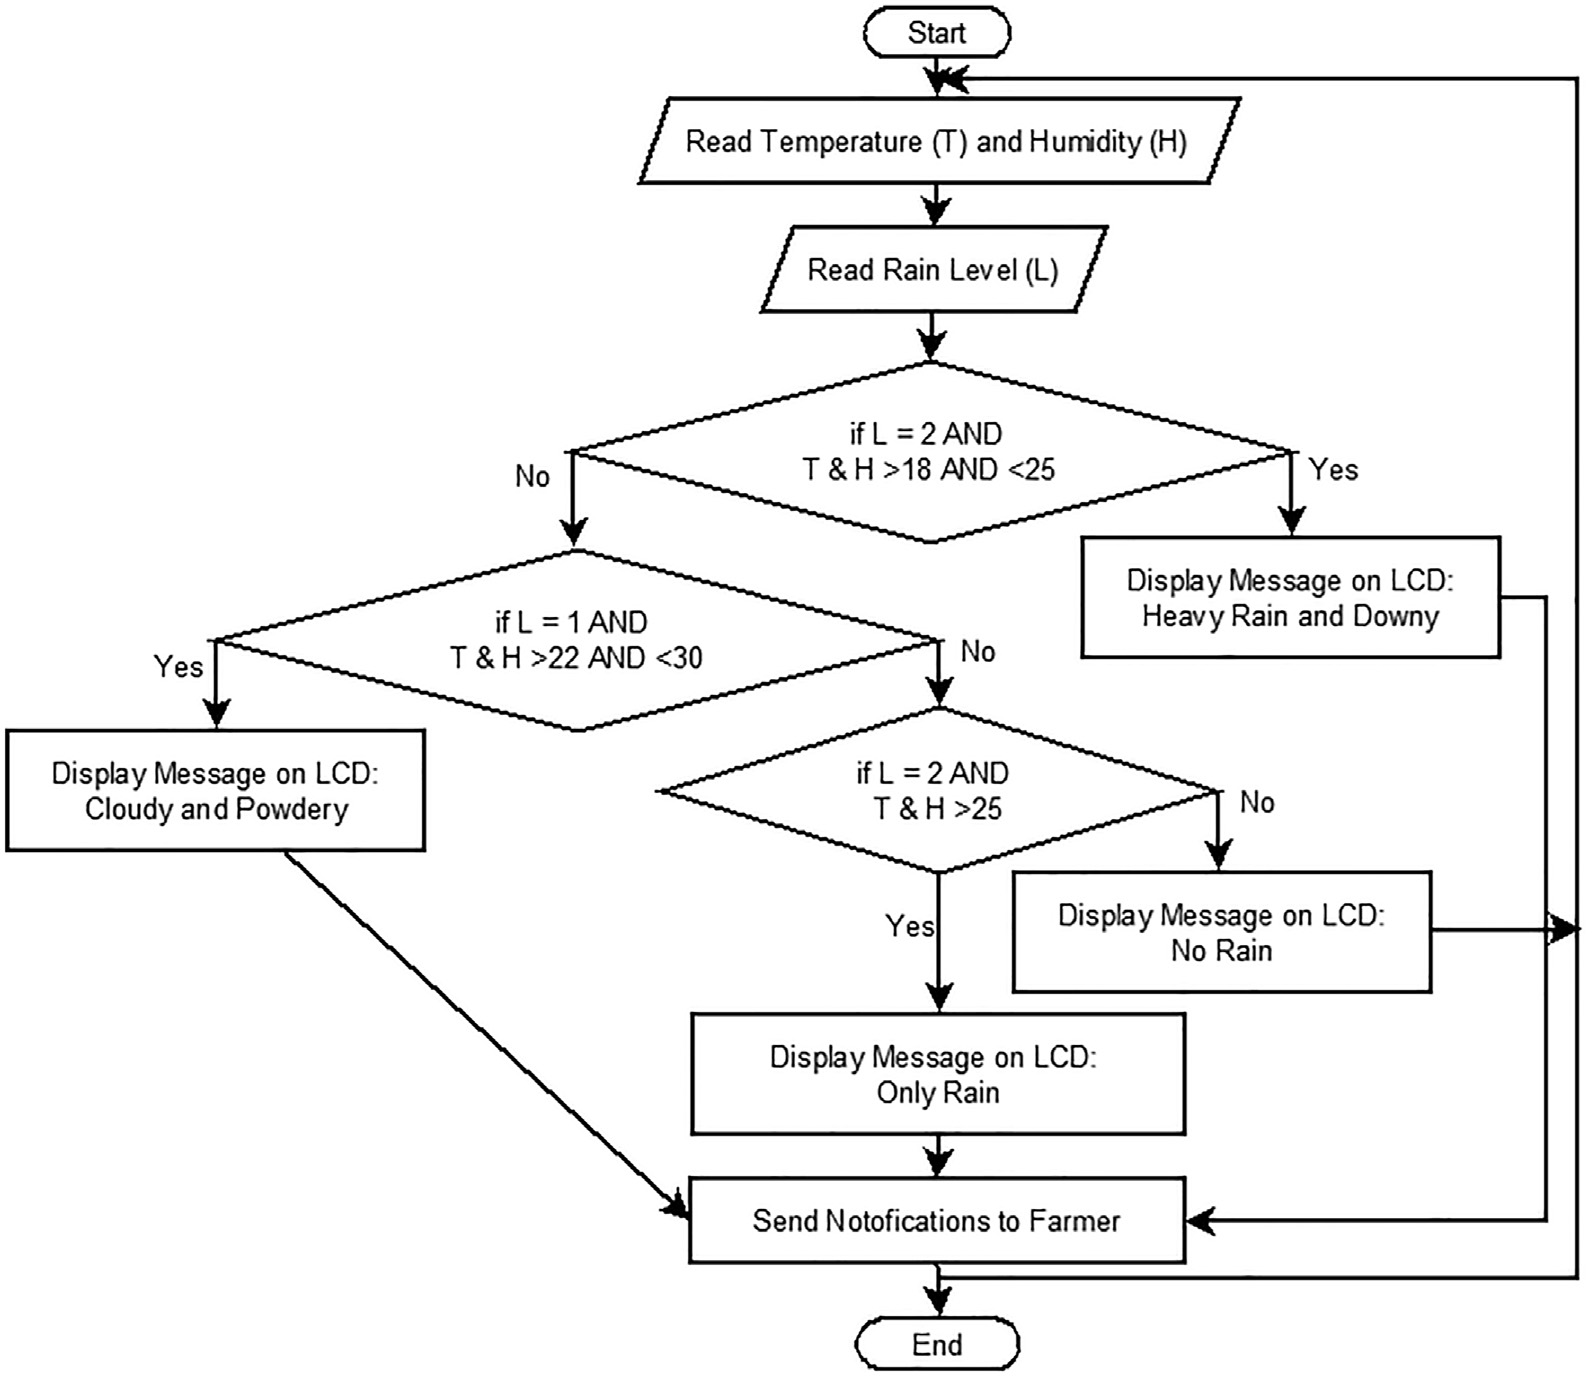 Start
Read Temperature (T) and Humidity (H)
Read Rain Level (L)
if L = 2 AND
T & H >18 AND <25
No
Yes
Display Message on LCD:
Heavy Rain and Downy
if L = 1 AND
T & H >22 AND <30
Yes
No
Display Message on LCD:
Cloudy and Powdery
if L = 2 AND
T & H >25
No
Yes
Display Message on LCD:
No Rain
Display Message on LCD:
Only Rain
Send Notofications to Farmer
End